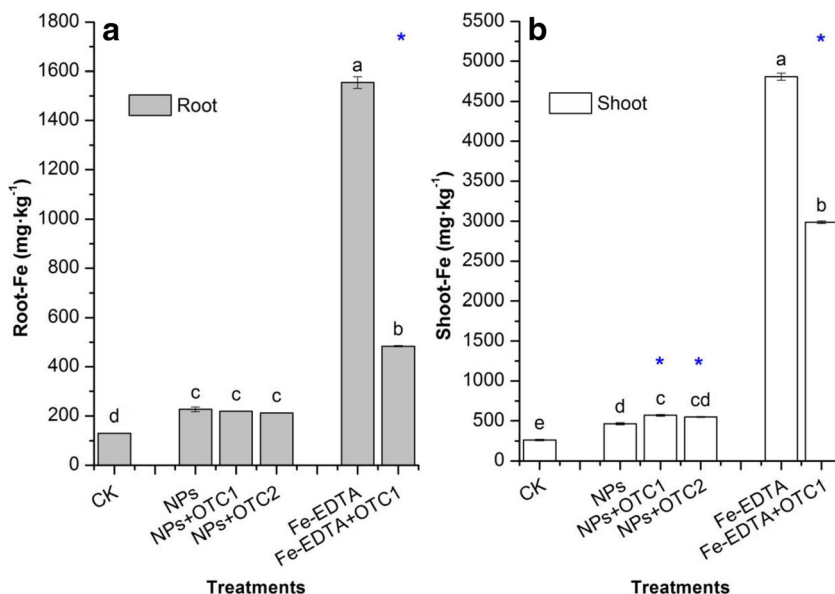 a
*
a
Root
1800
1600
1400
1200
1000
800
600
400
200
0
Root-Fe (mg·kg⁻¹)
d
c
c
c
b
CK
NPs
NPs+OTC1
NPs+OTC2
Fe-EDTA
Fe-EDTA+OTC1
Treatments
b
*
a
Shoot
5500
5000
4500
4000
3500
3000
2500
2000
1500
1000
500
0
Shoot-Fe (mg·kg⁻¹)
b
* *
e
d
c
cd
CK
NPs
NPs+OTC1
NPs+OTC2
Fe-EDTA
Fe-EDTA+OTC1
Treatments